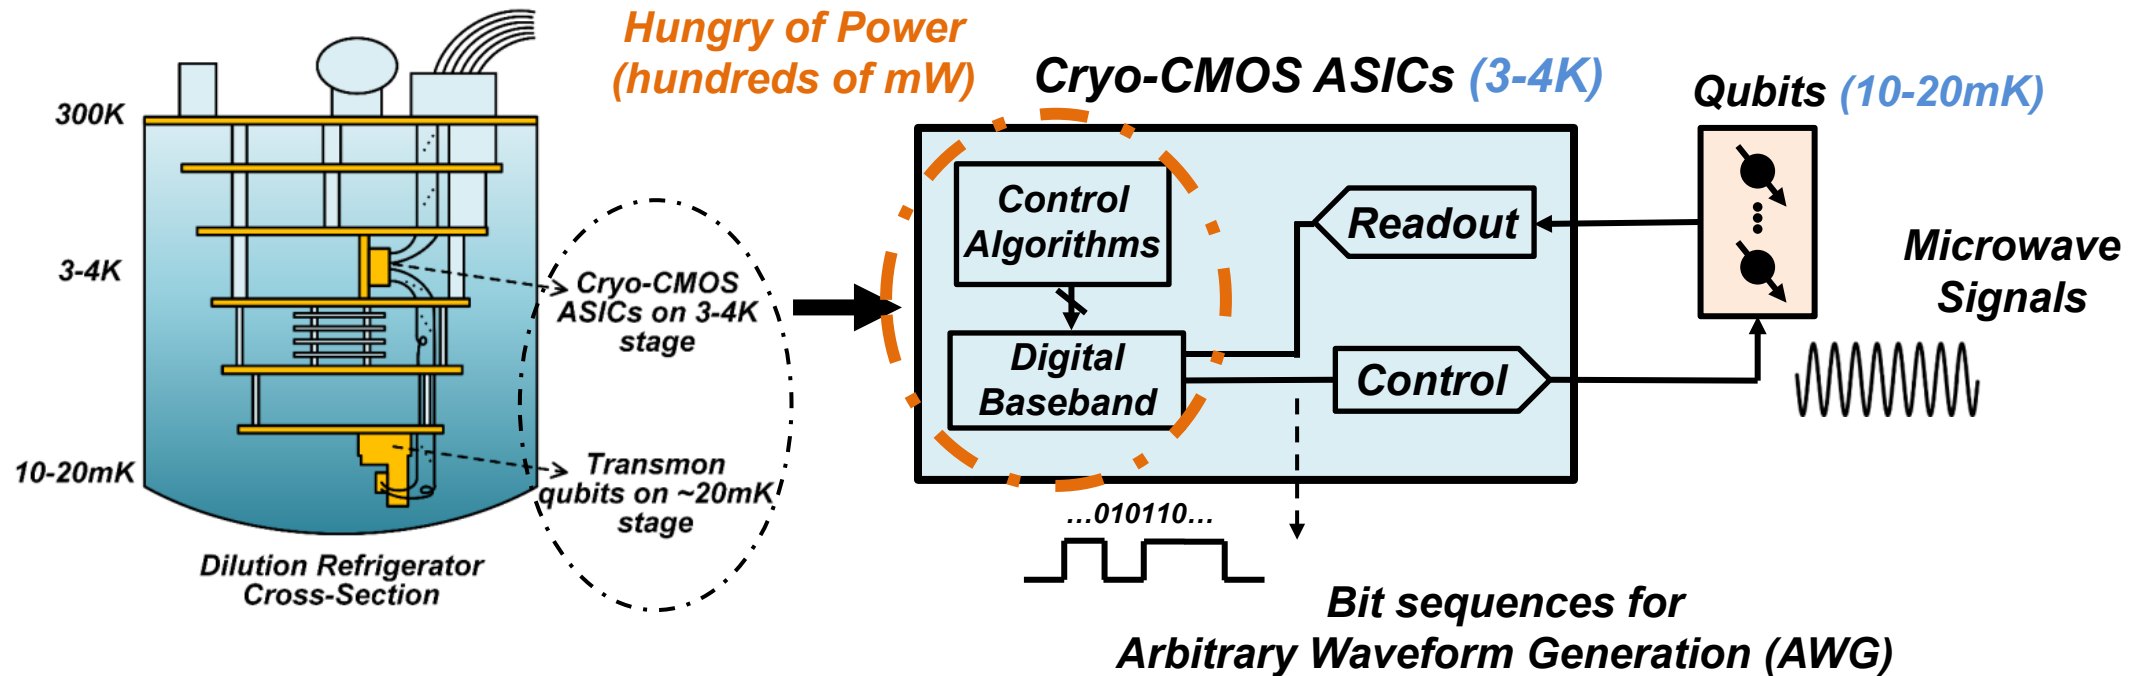 Hungry of Power
(hundreds of mW)
300K
3-4K
10-20mK
Cryo-CMOS
ASICs on 3-4K
stage
Transmon
qubits on ~20mK
stage
Dilution Refrigerator
Cross-Section
Cryo-CMOS ASICs (3-4K)
Control
Algorithms
Digital
Baseband
Readout
Control
Qubits (10-20mK)
Microwave
Signals
...010110...
Bit sequences for
Arbitrary Waveform Generation (AWG)